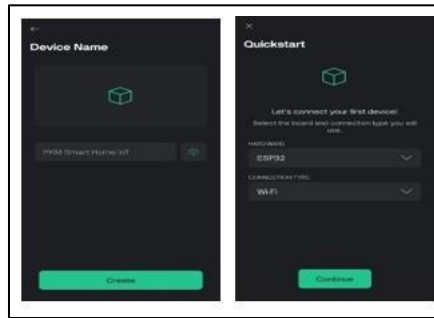 Device Name
PKM Smart Home IoT
Create
Quickstart
Let's connect your first device!
Select the board and connection type you will
use.
HARDWARE
ESP32
CONNECTION TYPE
Wi-Fi
Continue